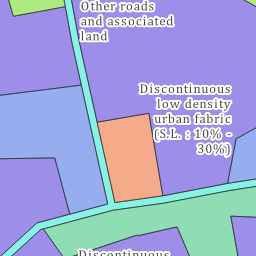 Other roads
and associated
land
Discontinuous
low density
urban fabric
(S.L. : 10% -
30%)
Discontinuous